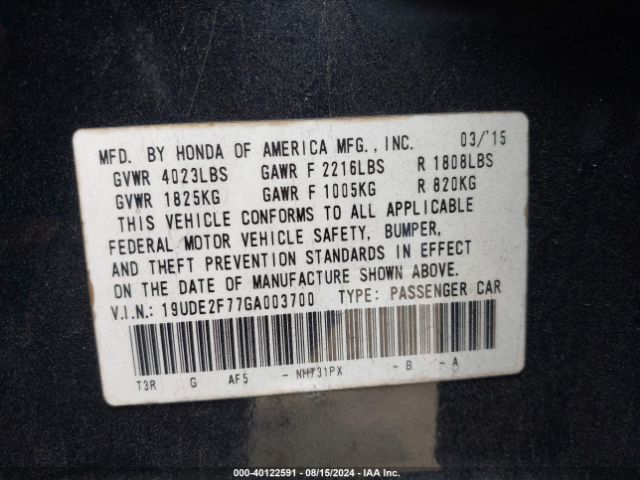 MFD. BY HONDA OF AMERICA MFG., INC. 03/'15
GVWR 4023LBS GAWR F 2216LBS R 1808LBS
GVWR 1825KG GAWR F 1005KG R 820KG
THIS VEHICLE CONFORMS TO ALL APPLICABLE
FEDERAL MOTOR VEHICLE SAFETY, BUMPER,
AND THEFT PREVENTION STANDARDS IN EFFECT
ON THE DATE OF MANUFACTURE SHOWN ABOVE.
V.I.N.: 19UDE2F77GA003700 TYPE: PASSENGER CAR
T3R G AF5 - NH731PX - B - A
000-40122591 - 08/15/2024 - IAA Inc.